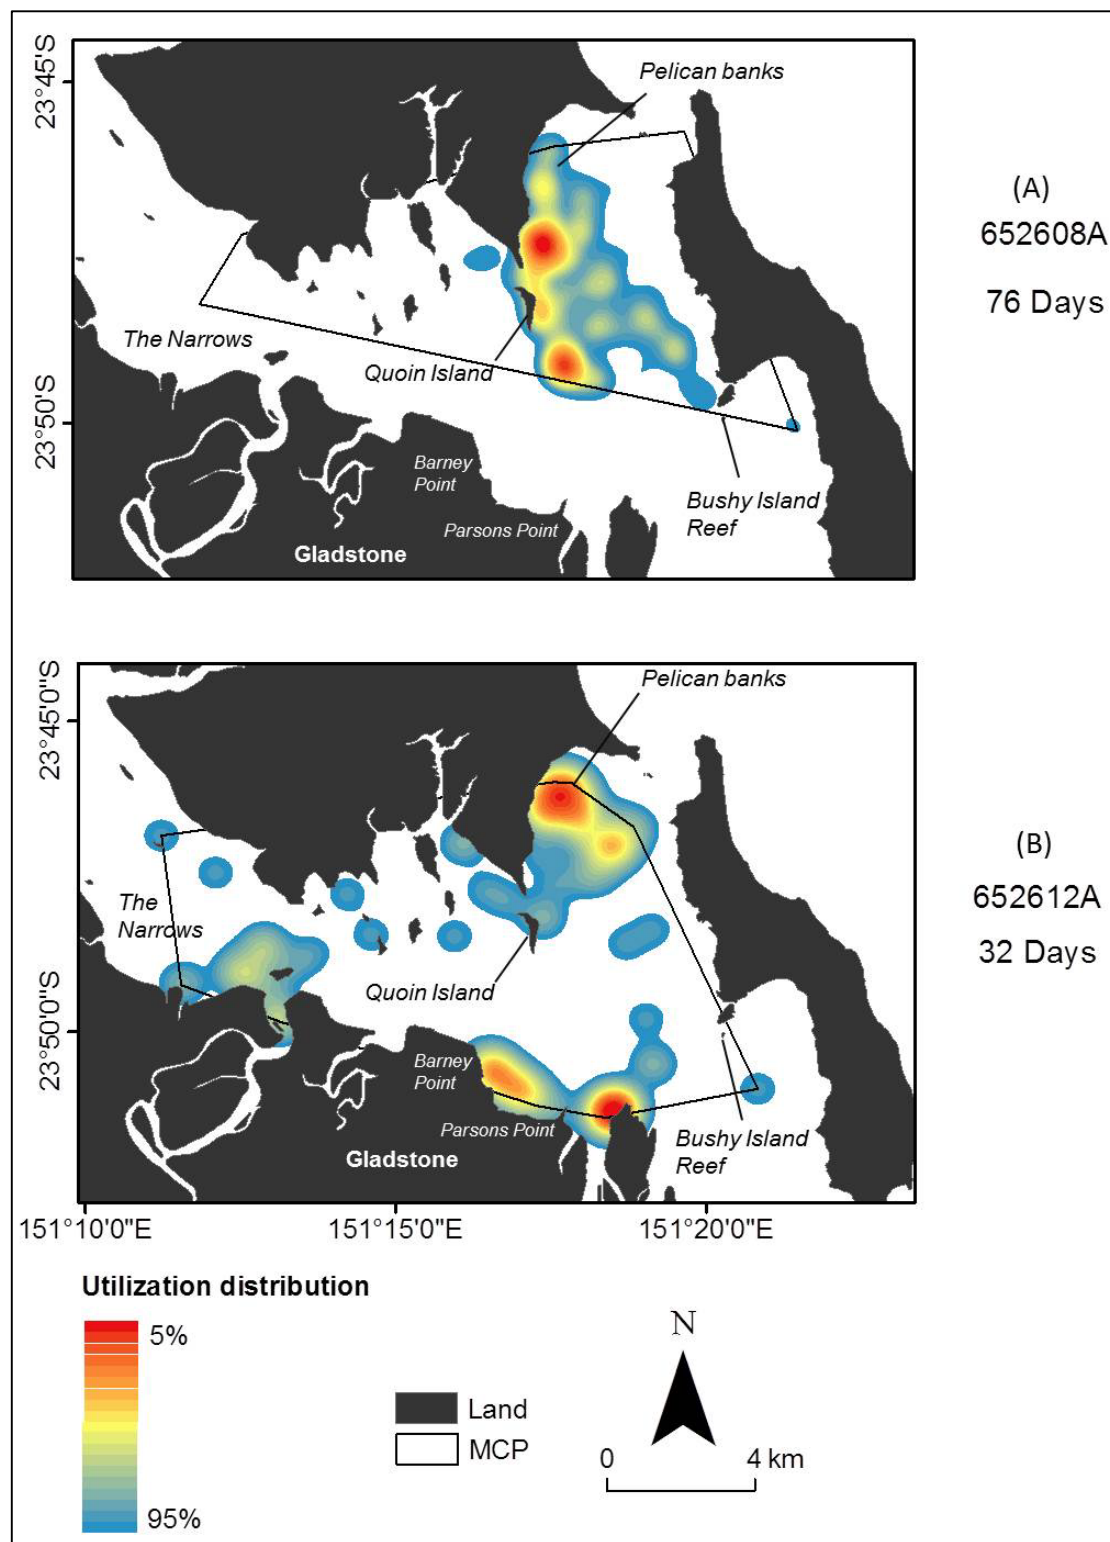 23°45'S
Pelican banks
(A)
652608A
76 Days
The Narrows
Quoin Island
23°50'S
Barney
Point
Bushy Island
Reef
Parsons Point
Gladstone
Pelican banks
23°45'0"S
(B)
652612A
32 Days
The
Narrows
Quoin Island
23°50'0"S
Barney
Point
Parsons Point
Bushy Island
Reef
Gladstone
151°10'0"E
151°15'0"E
151°20'0"E
Utilization distribution
5%
95%
Land
MCP
N
0
4 km